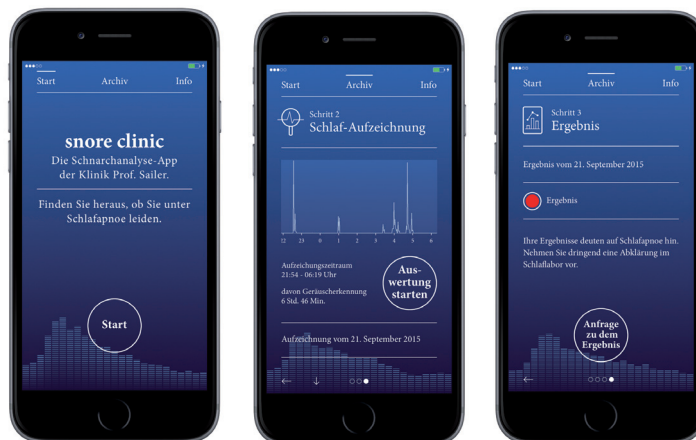 Start Archiv Info
snore clinic
Die Schnarchanalyse-App
der Klinik Prof. Sailer.
Finden Sie heraus, ob Sie unter
Schlafapnoe leiden.
Start
Start Archiv Info
Schritt 2
Schlaf-Aufzeichnung
22 23 0 1 2 3 4 5 6
Aufzeichungszeitraum
21:54 - 06:19 Uhr
davon Geräuscherkennung
6 Std. 46 Min.
Aus-
wertung
starten
Aufzeichnung vom 21. September 2015
Start Archiv Info
Schritt 3
Ergebnis
Ergebnis vom 21. September 2015
Ergebnis
Ihre Ergebnisse deuten auf Schlafapnoe hin.
Nehmen Sie dringend eine Abklärung im
Schlaflabor vor.
Anfrage
zu dem
Ergebnis